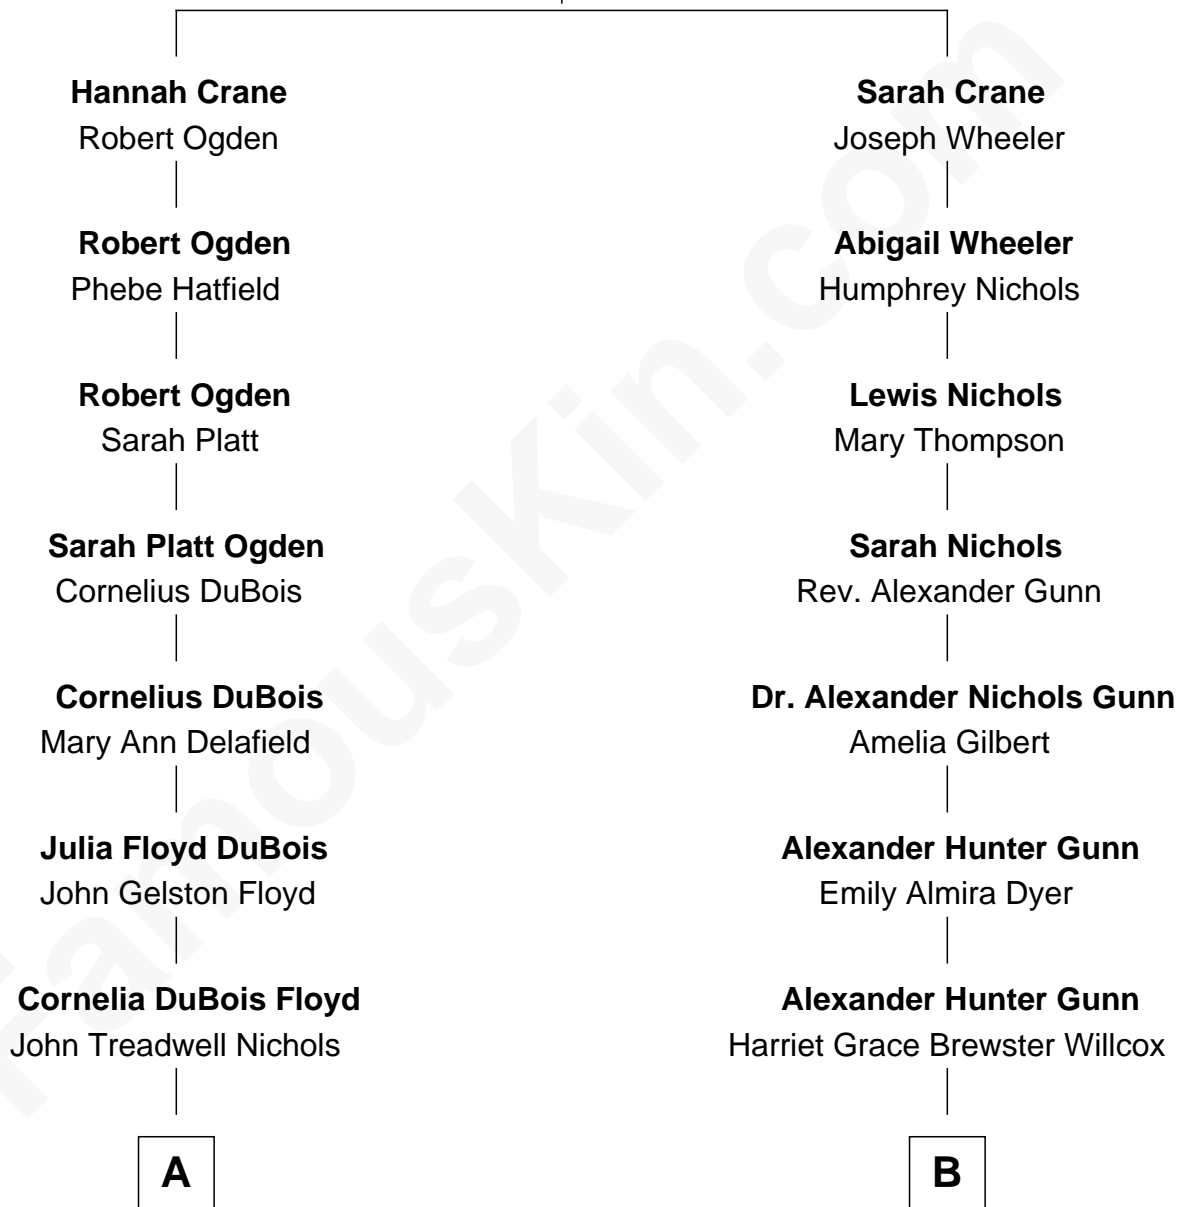 Hannah Crane
Robert Ogden
Robert Ogden
Phebe Hatfield
Robert Ogden
Sarah Platt
Sarah Platt Ogden
Cornelius DuBois
Cornelius DuBois
Mary Ann Delafield
Julia Floyd DuBois
John Gelston Floyd
Cornelia DuBois Floyd
John Treadwell Nichols
A
Sarah Crane
Joseph Wheeler
Abigail Wheeler
Humphrey Nichols
Lewis Nichols
Mary Thompson
Sarah Nichols
Rev. Alexander Gunn
Dr. Alexander Nichols Gunn
Amelia Gilbert
Alexander Hunter Gunn
Emily Almira Dyer
Alexander Hunter Gunn
Harriet Grace Brewster Willcox
B
FamousKin.com